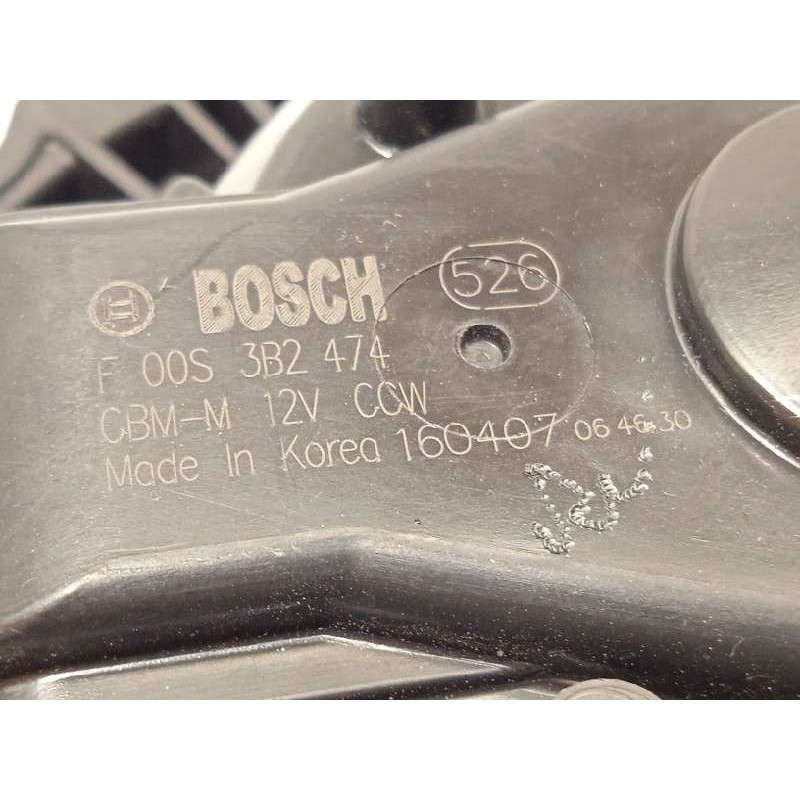 BOSCH 526
F 00S 3B2 474
CBM-M 12V CCW
Made In Korea 160407 06 46 30